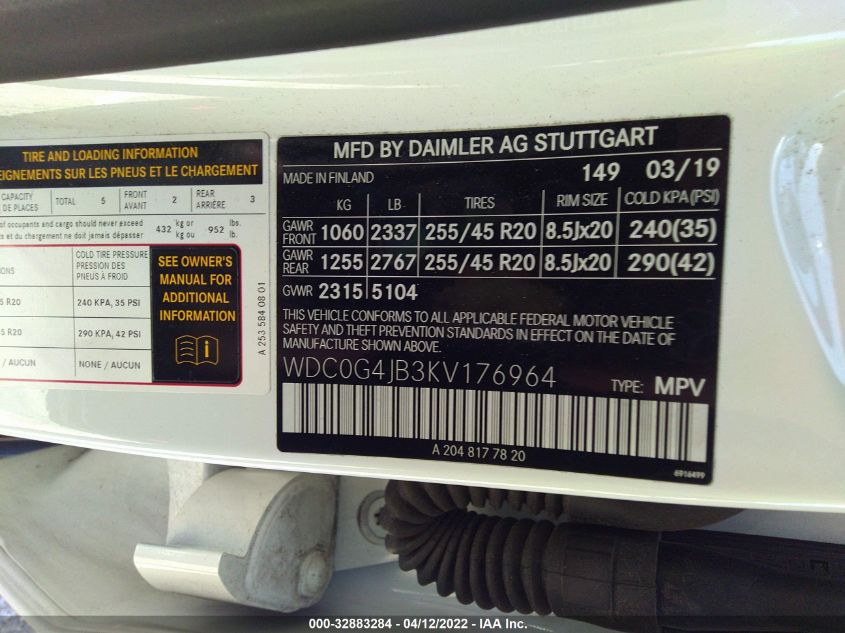 TIRE AND LOADING INFORMATION
EIGNEMENTS SUR LES PNEUS ET LE CHARGEMENT
CAPACITY
DE PLACES
TOTAL 5
FRONT AVANT 2
REAR ARRIÈRE 3
of occupants and cargo should never exceed
ts et du chargement ne doit jamais dépasser
432 kg or kg ou 952 lbs. lb.
COLD TIRE PRESSURE
IONS PRESSION DES
PNEUS À FROID
5 R20 240 KPA, 35 PSI
5 R20 290 KPA, 42 PSI
/ AUCUN NONE / AUCUN
SEE OWNER'S
MANUAL FOR
ADDITIONAL
INFORMATION
A 253 584 08 01
MFD BY DAIMLER AG STUTTGART
MADE IN FINLAND 149 03/19
KG LB TIRES RIM SIZE COLD KPA (PSI)
GAWR FRONT 1060 2337 255/45 R20 8.5Jx20 240(35)
GAWR REAR 1255 2767 255/45 R20 8.5Jx20 290(42)
GVWR 2315 5104
THIS VEHICLE CONFORMS TO ALL APPLICABLE FEDERAL MOTOR VEHICLE
SAFETY AND THEFT PREVENTION STANDARDS IN EFFECT ON THE DATE OF
MANUFACTURE SHOWN ABOVE.
WDC0G4JB3KV176964
TYPE: MPV
A 204 817 78 20
6916499
000-32883284 - 04/12/2022 - IAA Inc.